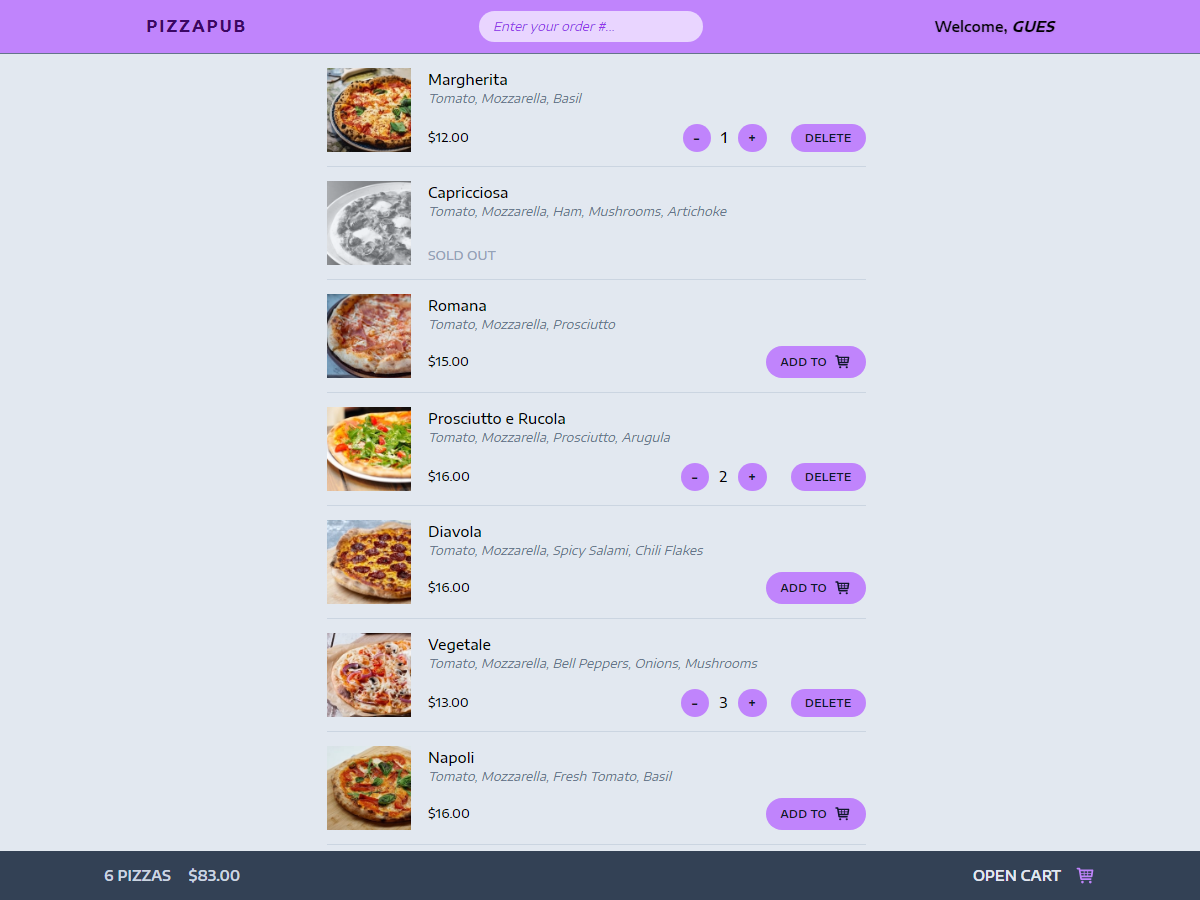 PIZZAPUB
Enter your order #...
Welcome, GUES
Margherita
Tomato, Mozzarella, Basil
$12.00 - 1 + DELETE
Capricciosa
Tomato, Mozzarella, Ham, Mushrooms, Artichoke
SOLD OUT
Romana
Tomato, Mozzarella, Prosciutto
$15.00 ADD TO
Prosciutto e Rucola
Tomato, Mozzarella, Prosciutto, Arugula
$16.00 - 2 + DELETE
Diavola
Tomato, Mozzarella, Spicy Salami, Chili Flakes
$16.00 ADD TO
Vegetale
Tomato, Mozzarella, Bell Peppers, Onions, Mushrooms
$13.00 - 3 + DELETE
Napoli
Tomato, Mozzarella, Fresh Tomato, Basil
$16.00 ADD TO
6 PIZZAS $83.00 OPEN CART